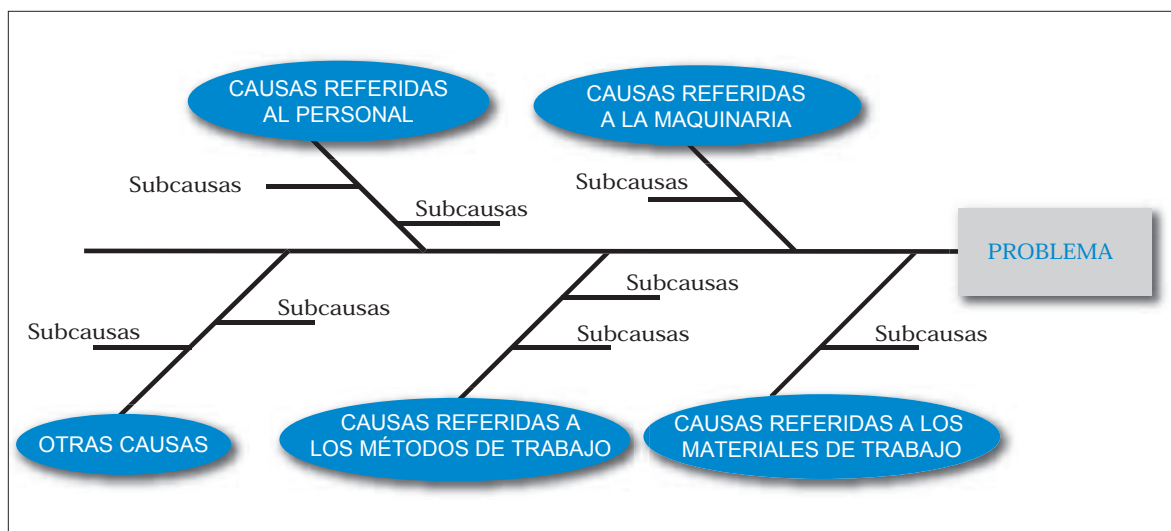 CAUSAS REFERIDAS
AL PERSONAL
CAUSAS REFERIDAS
A LA MAQUINARIA
Subcausas
Subcausas
Subcausas
PROBLEMA
Subcausas
Subcausas
Subcausas
Subcausas
Subcausas
OTRAS CAUSAS
CAUSAS REFERIDAS A
LOS MÉTODOS DE TRABAJO
CAUSAS REFERIDAS A LOS
MATERIALES DE TRABAJO